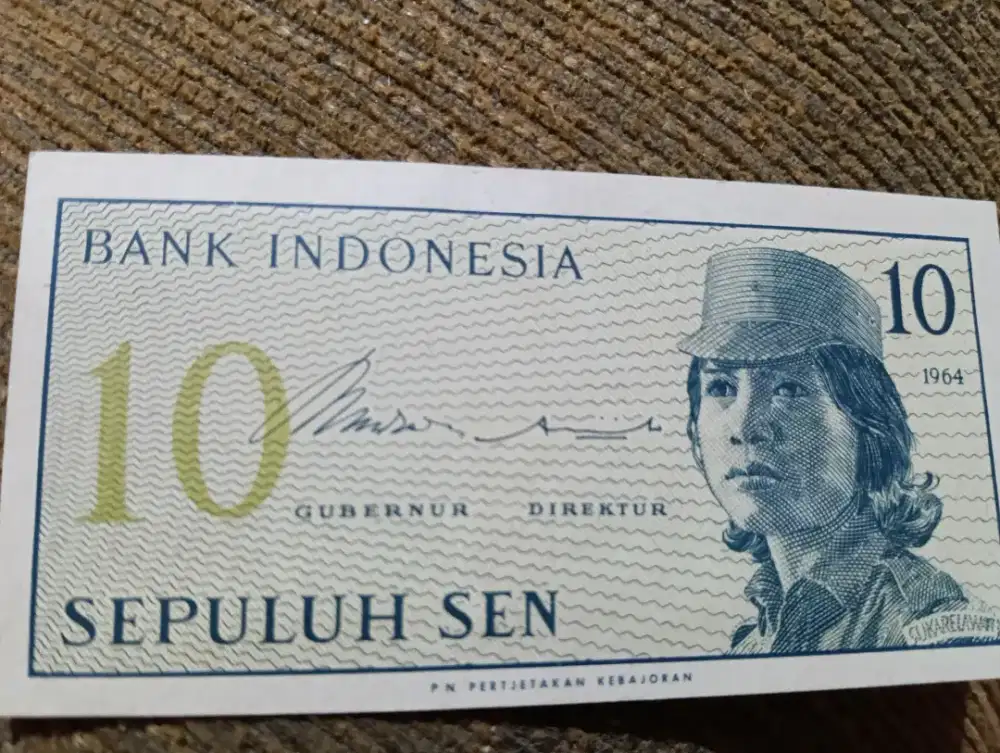 BANK INDONESIA
10
1964
10
GUBERNUR DIREKTUR
SEPULUH SEN
SUKARELAWATI
P N PERTJETAKAN KEBAJORAN